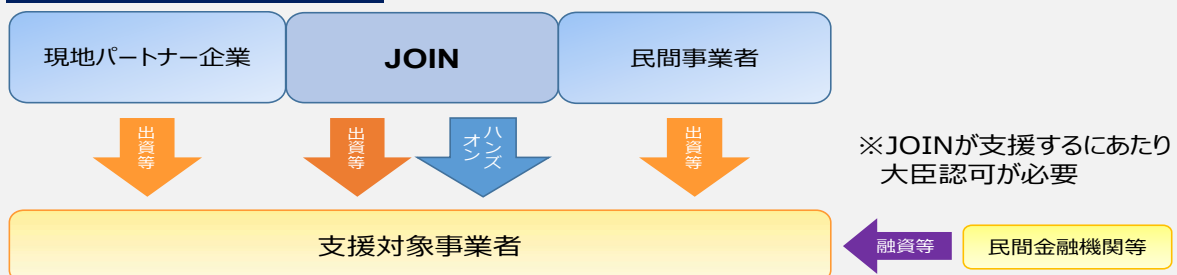 現地パートナー企業
JOIN
民間事業者
出資等
出資等
ハンズ
オン
出資等
※JOINが支援するにあたり
大臣認可が必要
支援対象事業者
融資等
民間金融機関等